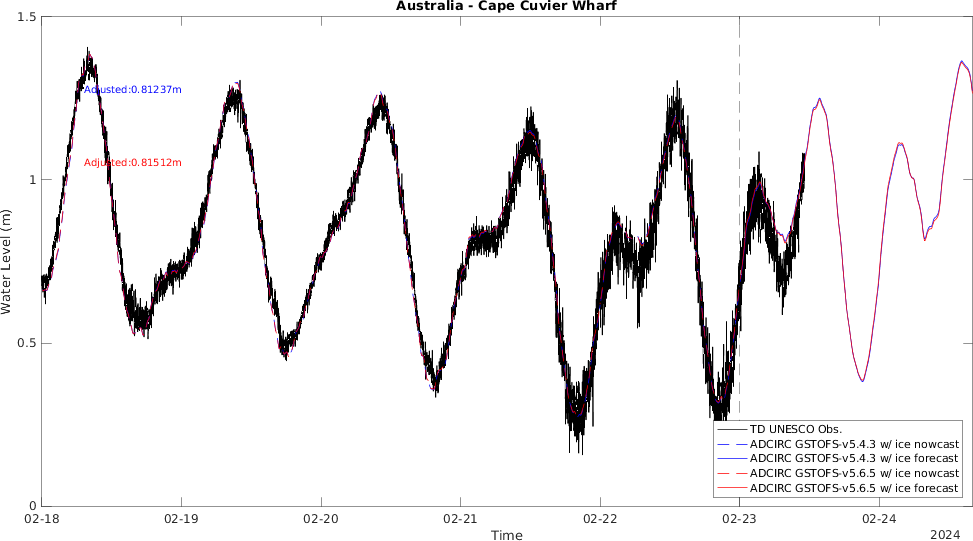 Australia - Cape Cuvier Wharf
1.5
1
0.5
0
Water Level (m)
Adjusted:0.81237m
Adjusted:0.81512m
TD UNESCO Obs.
ADCIRC GSTOFS-v5.4.3 w/ ice nowcast
ADCIRC GSTOFS-v5.4.3 w/ ice forecast
ADCIRC GSTOFS-v5.6.5 w/ ice nowcast
ADCIRC GSTOFS-v5.6.5 w/ ice forecast
02-18 02-19 02-20 02-21 02-22 02-23 02-24
Time
2024